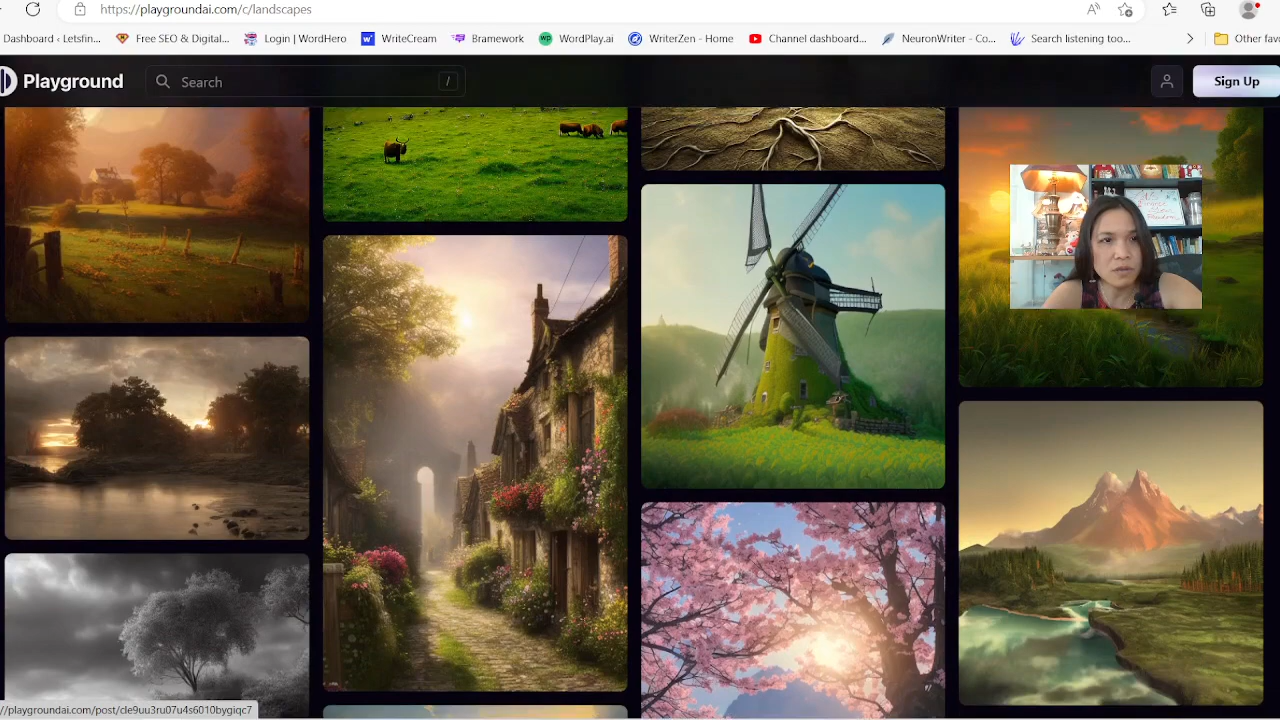 https://playgroundai.com/c/landscapes
Dashboard ‹ Letsfin... Free SEO & Digital... Login | WordHero WriteCream Bramework WordPlay.ai WriterZen - Home Channel dashboard... NeuronWriter - Co... Search listening too... Other favo
Playground Search / Sign Up
//playgroundai.com/post/cle9uu3ru07u4s6010bygiqc7